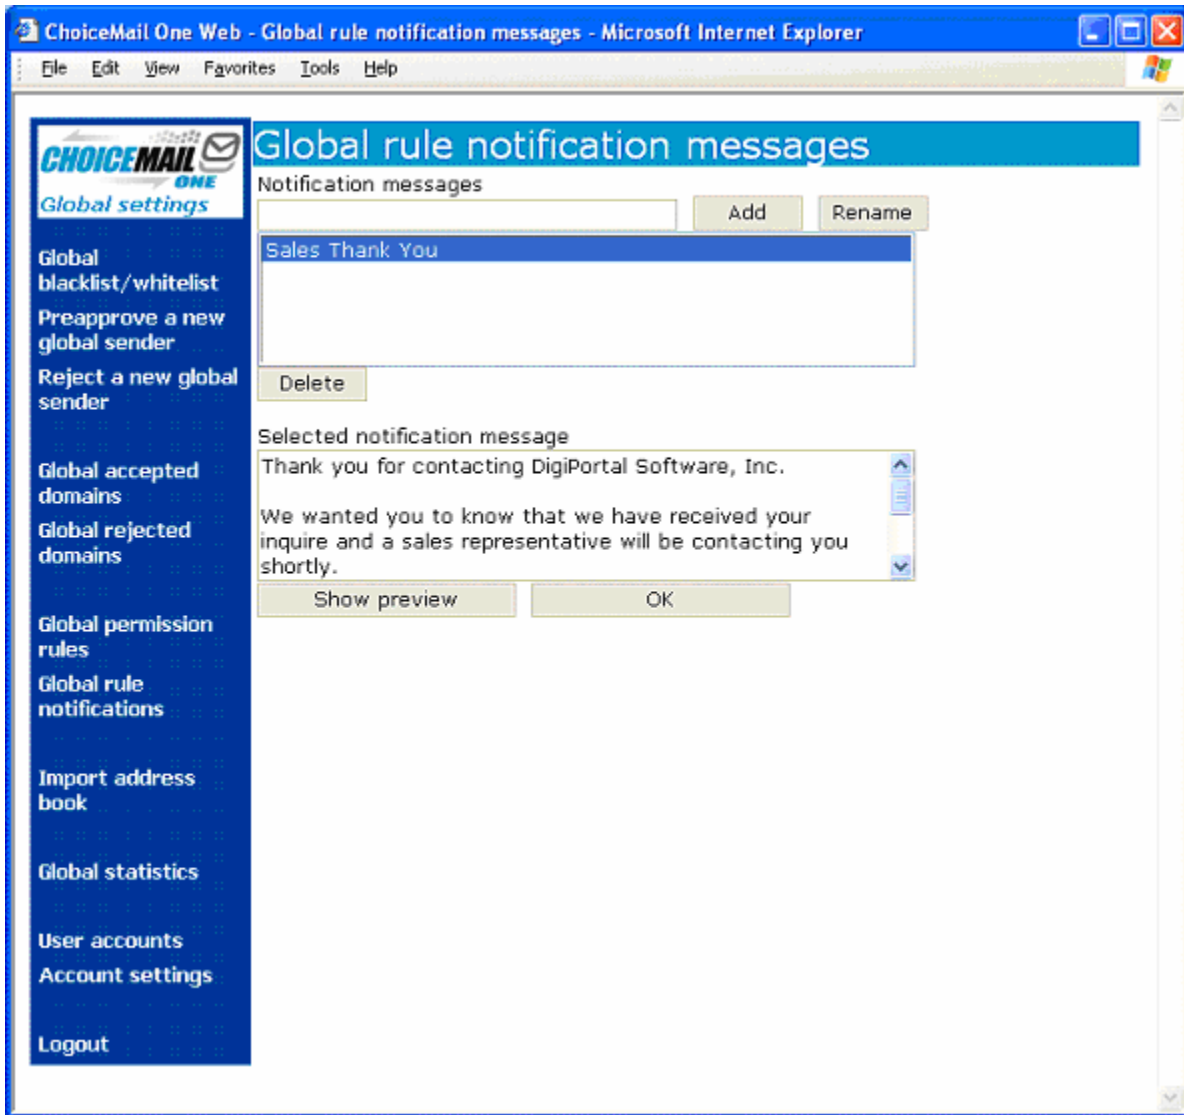 ChoiceMail One Web - Global rule notification messages - Microsoft Internet Explorer
File Edit View Favorites Tools Help
CHOICEMAIL
ONE
Global settings
Global
blacklist/whitelist
Preapprove a new
global sender
Reject a new global
sender
Global accepted
domains
Global rejected
domains
Global permission
rules
Global rule
notifications
Import address
book
Global statistics
User accounts
Account settings
Logout
Global rule notification messages
Notification messages
Add Rename
Sales Thank You
Delete
Selected notification message
Thank you for contacting DigiPortal Software, Inc.
We wanted you to know that we have received your
inquire and a sales representative will be contacting you
shortly.
Show preview OK